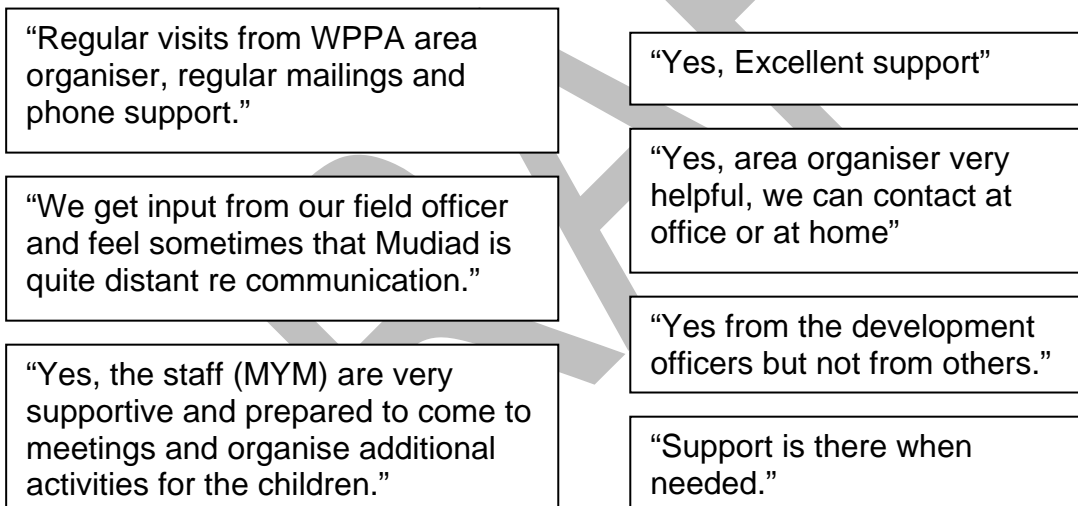 “Regular visits from WPPA area
organiser, regular mailings and
phone support.”
“We get input from our field officer
and feel sometimes that Mudiad is
quite distant re communication.”
“Yes, the staff (MYM) are very
supportive and prepared to come to
meetings and organise additional
activities for the children.”
“Yes, Excellent support”
“Yes, area organiser very
helpful, we can contact at
office or at home”
“Yes from the development
officers but not from others.”
“Support is there when
needed.”